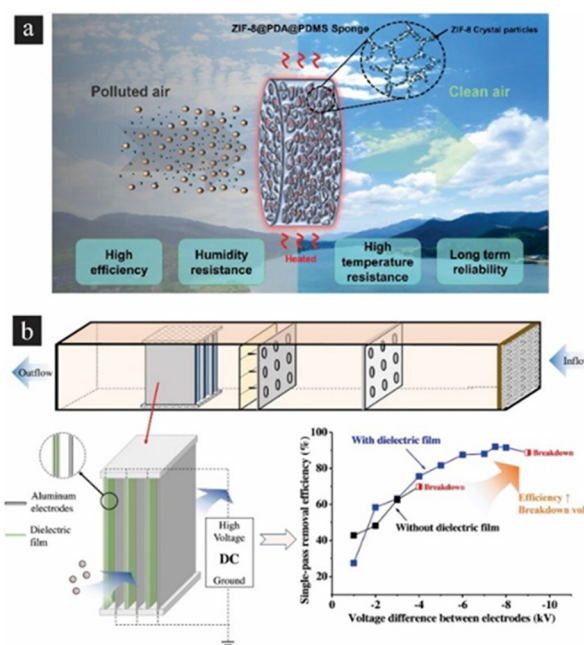 a
ZIF-8@PDA@PDMS Sponge
ZIF-8 Crystal particles
Polluted air
Clean air
High
efficiency
Humidity
resistance
Heated
High
temperature
resistance
Long term
reliability
b
Outflow
Inflo
Aluminum
electrodes
Dielectric
film
High
Voltage
DC
Ground
Single-pass removal efficiency (%)
100
80
60
40
20
With dielectric film
Breakdown
Breakdown
Without dielectric film
Efficiency ↑
Breakdown vol
0 -2 -4 -6 -8 -10
Voltage difference between electrodes (kV)